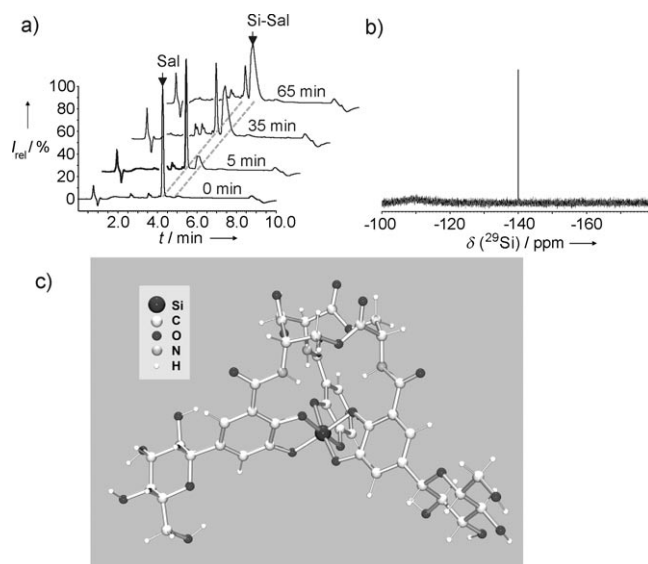 a)
Sal
Si-Sal
100
80
60
40
20
0
I rel / %
65 min
35 min
5 min
0 min
2.0 4.0 6.0 8.0 10.0
t / min
b)
-100 -120 -140 -160
δ (²⁹Si) / ppm
c)
Si
C
O
N
H